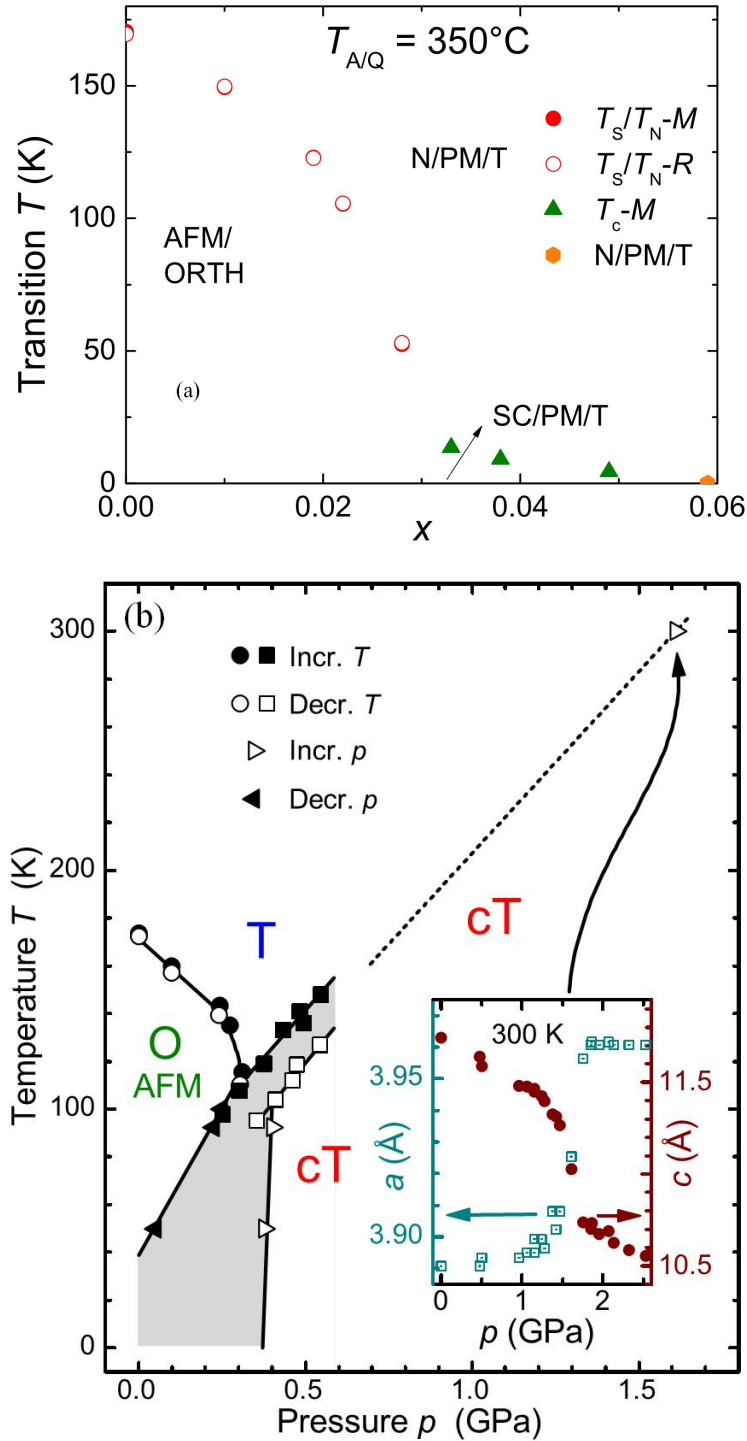 T_A/Q = 350°C
150
100
50
0
Transition T (K)
T_S/T_N-M
T_S/T_N-R
T_c-M
N/PM/T
N/PM/T
AFM/
ORTH
(a)
SC/PM/T
0.00
0.02
0.04
0.06
x
(b)
300
200
100
0
Temperature T (K)
Incr. T
Decr. T
Incr. p
Decr. p
T
cT
O
AFM
cT
300 K
3.95
3.90
a (Å)
11.5
10.5
c (Å)
0
1
2
p (GPa)
0.0
0.5
1.0
1.5
Pressure p (GPa)